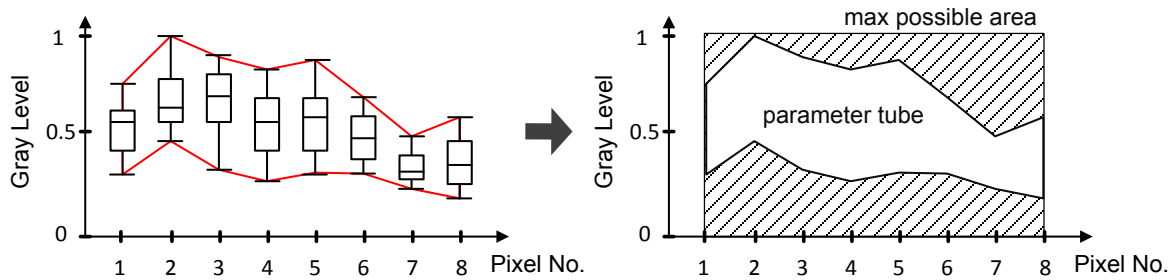 max possible area
1
1
Gray Level
0.5
Gray Level
0.5
parameter tube
0
0
1 2 3 4 5 6 7 8 Pixel No.
1 2 3 4 5 6 7 8 Pixel No.